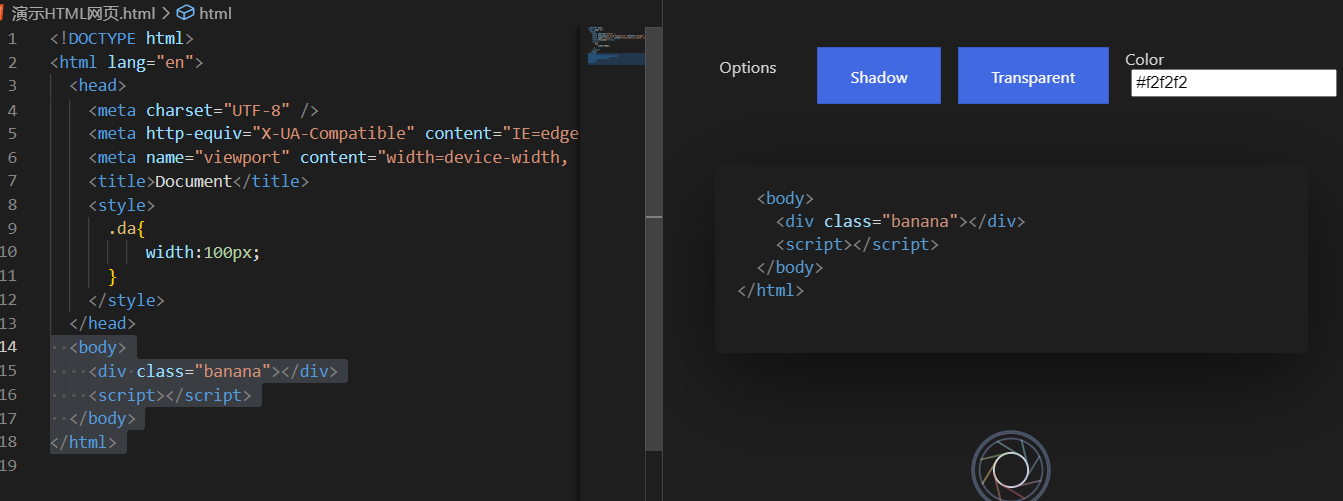 演示HTML网页.html > html
1 <!DOCTYPE html>
2 <html lang="en">
3 <head>
4 <meta charset="UTF-8" />
5 <meta http-equiv="X-UA-Compatible" content="IE=edge
6 <meta name="viewport" content="width=device-width,
7 <title>Document</title>
8 <style>
9 .da{
10 width:100px;
11 }
12 </style>
13 </head>
14 <body>
15 <div class="banana"></div>
16 <script></script>
17 </body>
18 </html>
19
Options
Shadow
Transparent
Color
#f2f2f2
<body>
<div class="banana"></div>
<script></script>
</body>
</html>